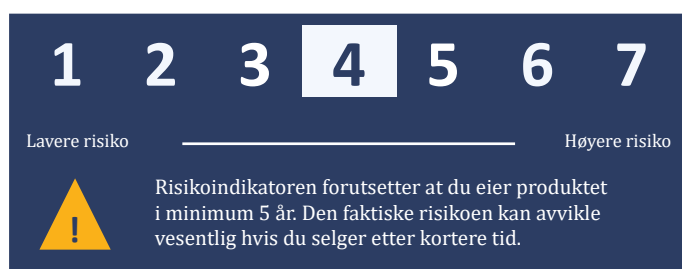 1 2 3 4 5 6 7
Lavere risiko Høyere risiko
!
Risikoindikatoren forutsetter at du eier produktet
i minimum 5 år. Den faktiske risikoen kan avvikle
vesentlig hvis du selger etter kortere tid.